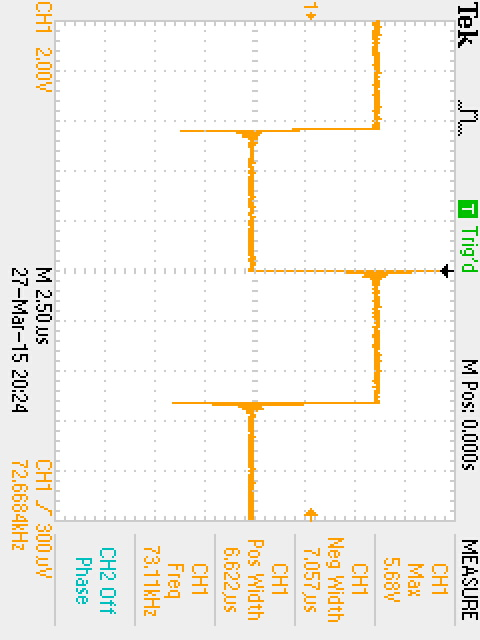 Tek
T Trig'd
M Pos: 0.000s
MEASURE
CH1
Max
5.68V
CH1
Neg Width
7.057µs
CH1
Pos Width
6.622µs
CH1
Freq
73.11kHz
CH2 Off
Phase
1
CH1 2.00V
M 2.50µs
CH1 / 300mV
27-Mar-15 20:24
72.6684kHz